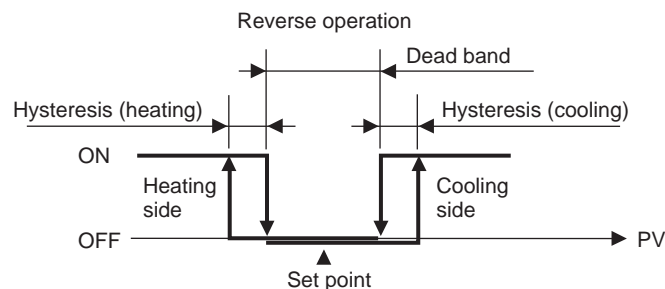 Reverse operation
Dead band
Hysteresis (heating)
Hysteresis (cooling)
ON
Heating
side
Cooling
side
OFF
PV
Set point